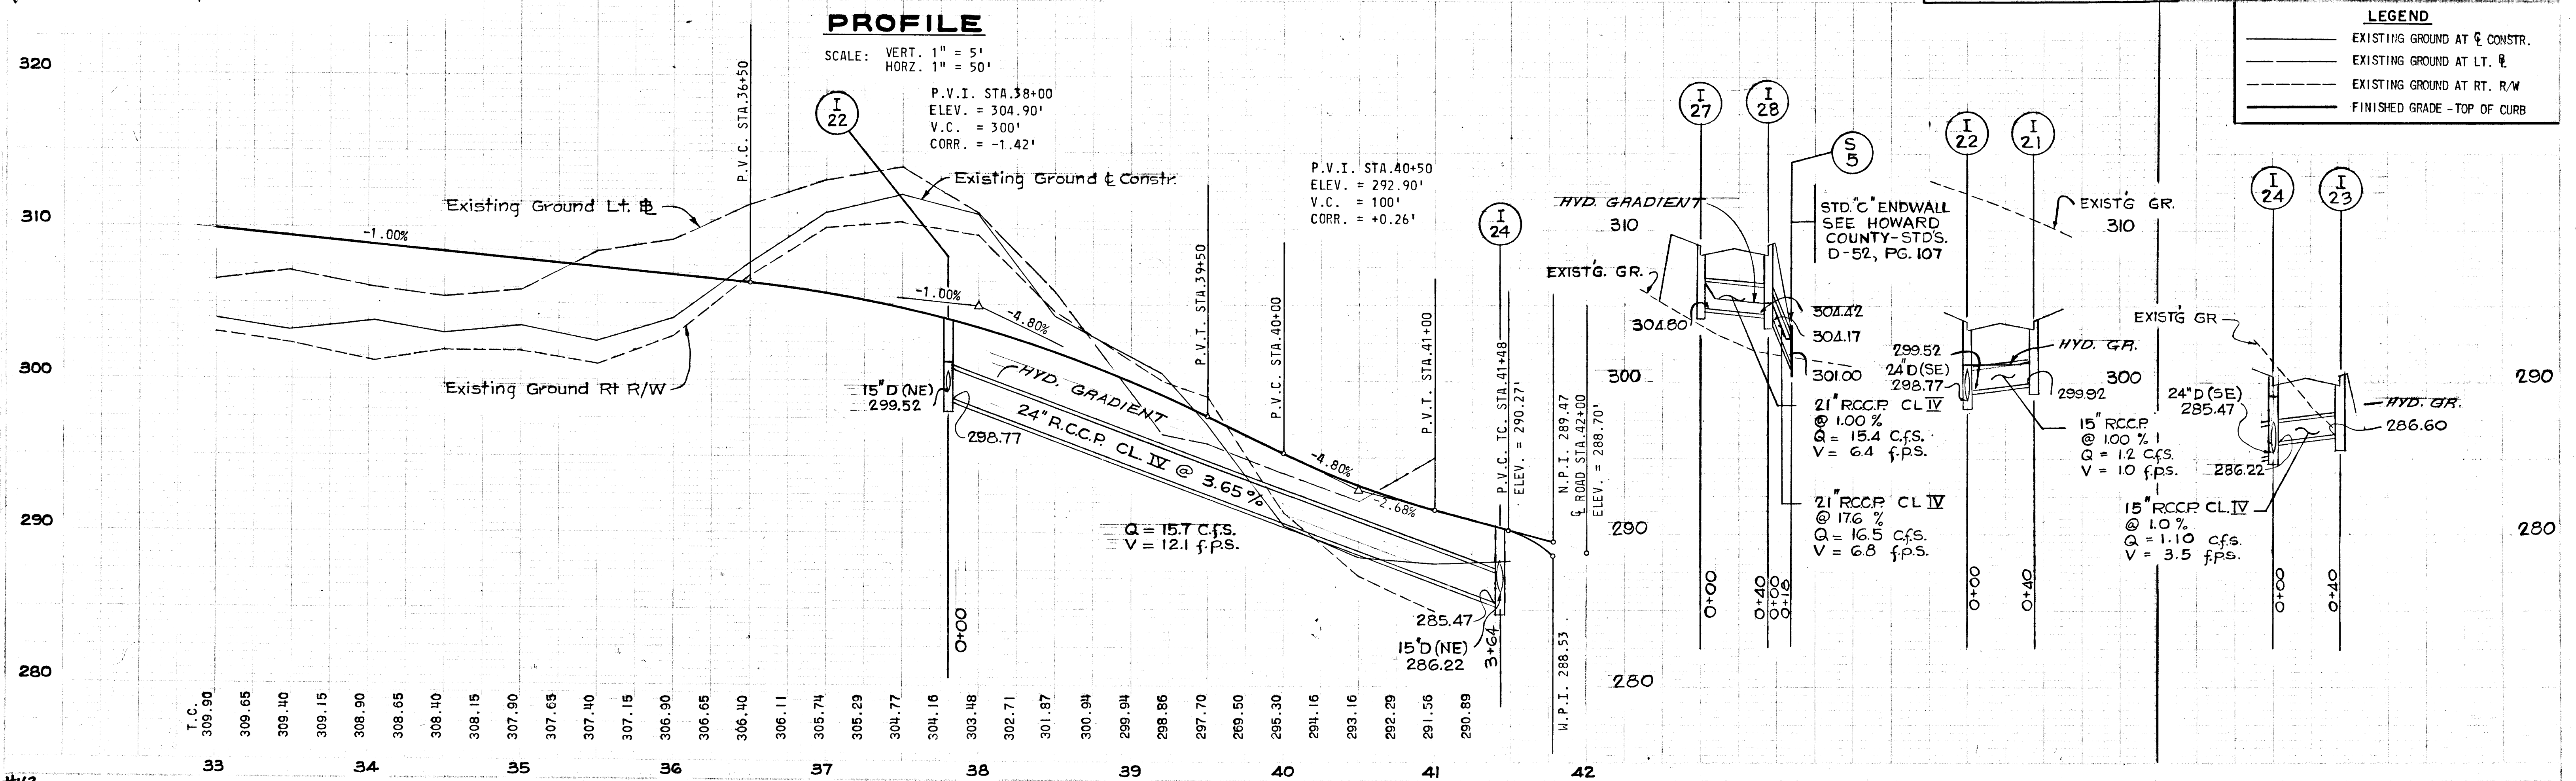 PROFILE
SCALE: VERT. 1" = 5'
HORZ. 1" = 50'
LEGEND
EXISTING GROUND AT ℄ CONSTR.
EXISTING GROUND AT LT.
EXISTING GROUND AT RT. R/W
FINISHED GRADE - TOP OF CURB
320
310
300
290
280
P.V.C. STA.36+50
I
22
P.V.I. STA.38+00
ELEV. = 304.90'
V.C. = 300'
CORR. = -1.42'
Existing Ground Lt.
Existing Ground ℄ Constr.
Existing Ground Rt R/W
-1.00%
-1.00%
-4.80%
15"D (NE)
299.52
298.77
HYD. GRADIENT
24" R.C.C.P. CL. IV @ 3.65%
Q = 15.7 C.f.S.
V = 12.1 f.P.S.
0+00
P.V.T. STA.39+50
P.V.C. STA.40+00
P.V.I. STA.40+50
ELEV. = 292.90'
V.C. = 100'
CORR. = +0.26'
-4.80%
-2.68%
P.V.T. STA.41+00
I
24
P.V.C. TC. STA.41+48
ELEV. = 290.27'
N.P.I. 289.47
℄ ROAD STA.42+00
ELEV. = 288.70'
285.47
15"D (NE)
286.22
3+64
W.P.I. 288.53
I
27
I
28
S
5
HYD. GRADIENT
310
EXIST'G. GR.
STD. "C" ENDWALL
SEE HOWARD
COUNTY-STD'S.
D-52, PG. 107
304.80
304.42
304.17
301.00
300
290
280
21" R.C.C.P. CL IV
@ 1.00 %
Q = 15.4 C.f.S.
V = 6.4 f.p.s.
21" R.C.C.P. CL IV
@ 17.6 %
Q = 16.5 c.f.s.
V = 6.8 f.p.s.
0+00
0+40
0+00
0+18
I
22
I
21
EXIST'G GR.
310
299.52
24"D (SE)
298.77
HYD. GR.
299.92
300
15" R.C.C.P.
@ 1.00 %
Q = 1.2 C.f.S.
V = 1.0 f.p.s.
0+00
0+40
I
24
I
23
EXIST'G GR
24"D (SE)
285.47
HYD. GR.
286.60
286.22
15" R.C.C.P. CL. IV
@ 1.0 %
Q = 1.10 c.f.s.
V = 3.5 f.p.s.
0+00
0+40
290
280
T.C.
309.90
309.65
309.40
309.15
308.90
308.65
308.40
308.15
307.90
307.65
307.40
307.15
306.90
306.65
306.40
306.11
305.74
305.29
304.77
304.16
303.48
302.71
301.87
300.94
299.94
298.86
297.70
269.50
295.30
294.16
293.16
292.29
291.56
290.89
33
34
35
36
37
38
39
40
41
42